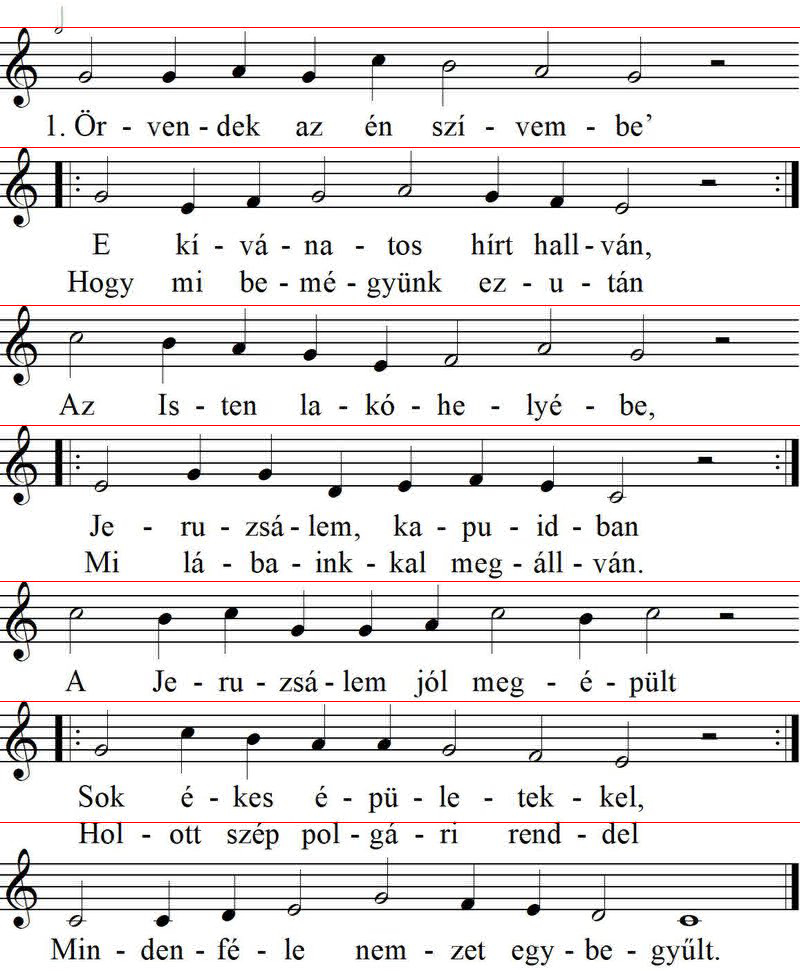 1. Ör - ven - dek az én szí - vem - be’
E kí - vá - na - tos hírt hall - ván,
Hogy mi be - mé - gyünk ez - u - tán
Az Is - ten la - kó - he - lyé - be,
Je - ru - zsá - lem, ka - pu - id - ban
Mi lá - ba - ink - kal meg - áll - ván.
A Je - ru - zsá - lem jól meg - é - pült
Sok é - kes é - pü - le - tek - kel,
Hol - ott szép pol - gá - ri rend - del
Min - den - fé - le nem - zet egy - be - gyűlt.